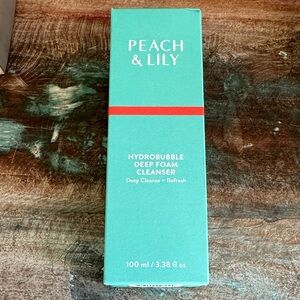 PEACH
& LILY
HYDROBUBBLE
DEEP FOAM
CLEANSER
Deep Cleanse + Refresh
100 ml / 3.38 fl oz